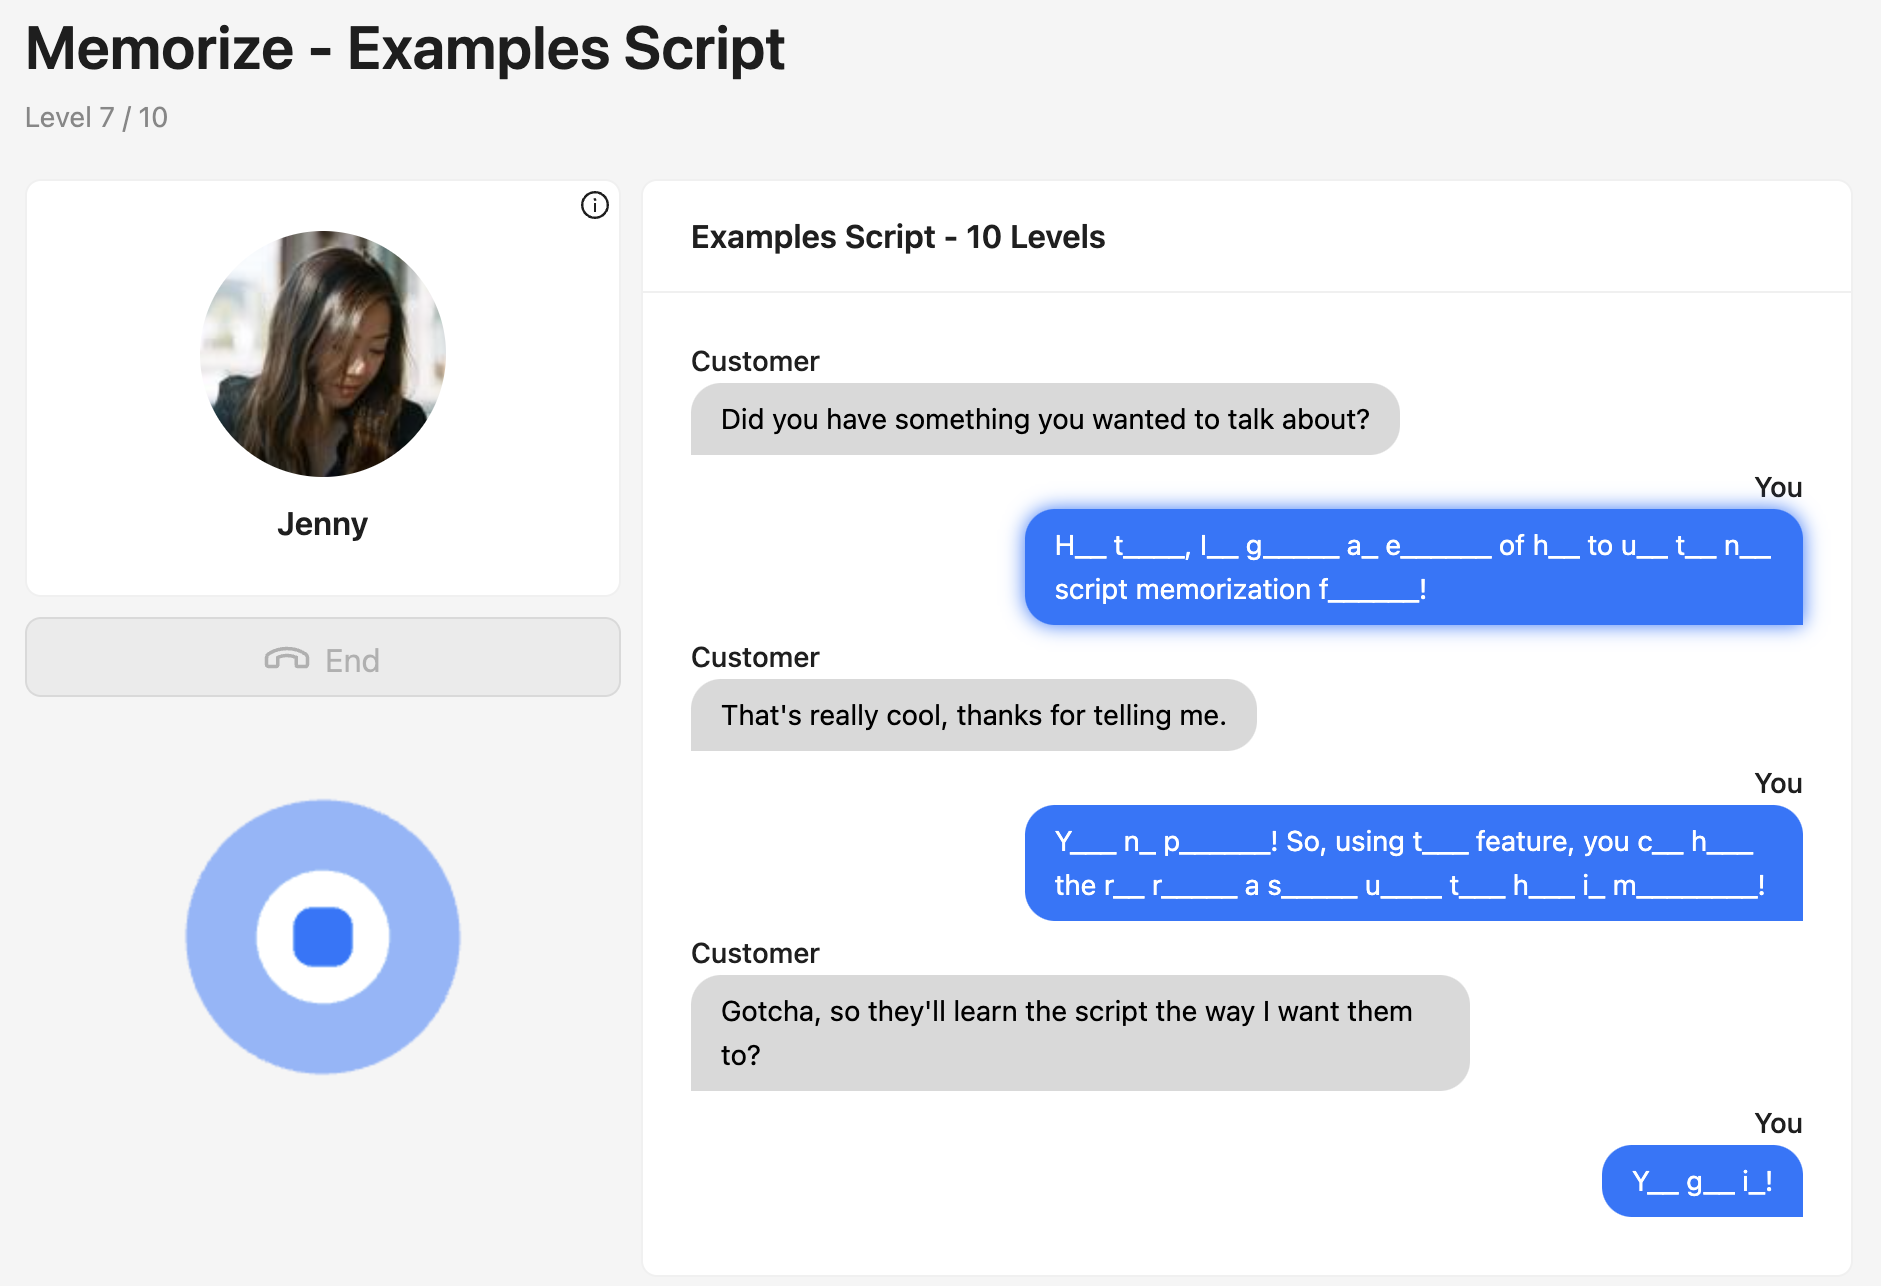 Memorize - Examples Script
Level 7 / 10
Jenny
End
Examples Script - 10 Levels
Customer
Did you have something you wanted to talk about?
You
H__ t____, I__ g_____ a_ e______ of h__ to u__ t__ n__
script memorization f______!
Customer
That's really cool, thanks for telling me.
You
Y___ n_ p______! So, using t___ feature, you c__ h___
the r__ r_____ a s_____ u____ t___ h___ i_ m________!
Customer
Gotcha, so they'll learn the script the way I want them
to?
You
Y__ g__ i_!